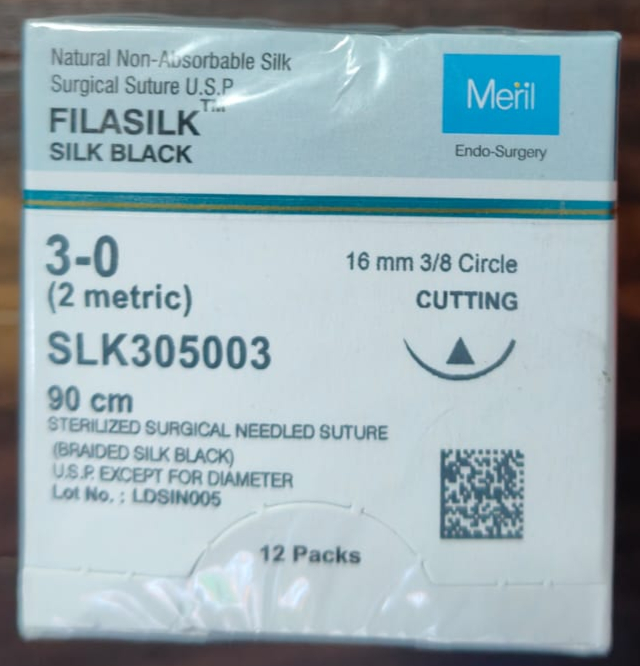 Natural Non-Absorbable Silk
Surgical Suture U.S.P
FILASILK™
SILK BLACK
Meril
Endo-Surgery
3-0
(2 metric)
16 mm 3/8 Circle
CUTTING
SLK305003
90 cm
STERILIZED SURGICAL NEEDLED SUTURE
(BRAIDED SILK BLACK)
U.S.P. EXCEPT FOR DIAMETER
Lot No. : LDSIN005
12 Packs